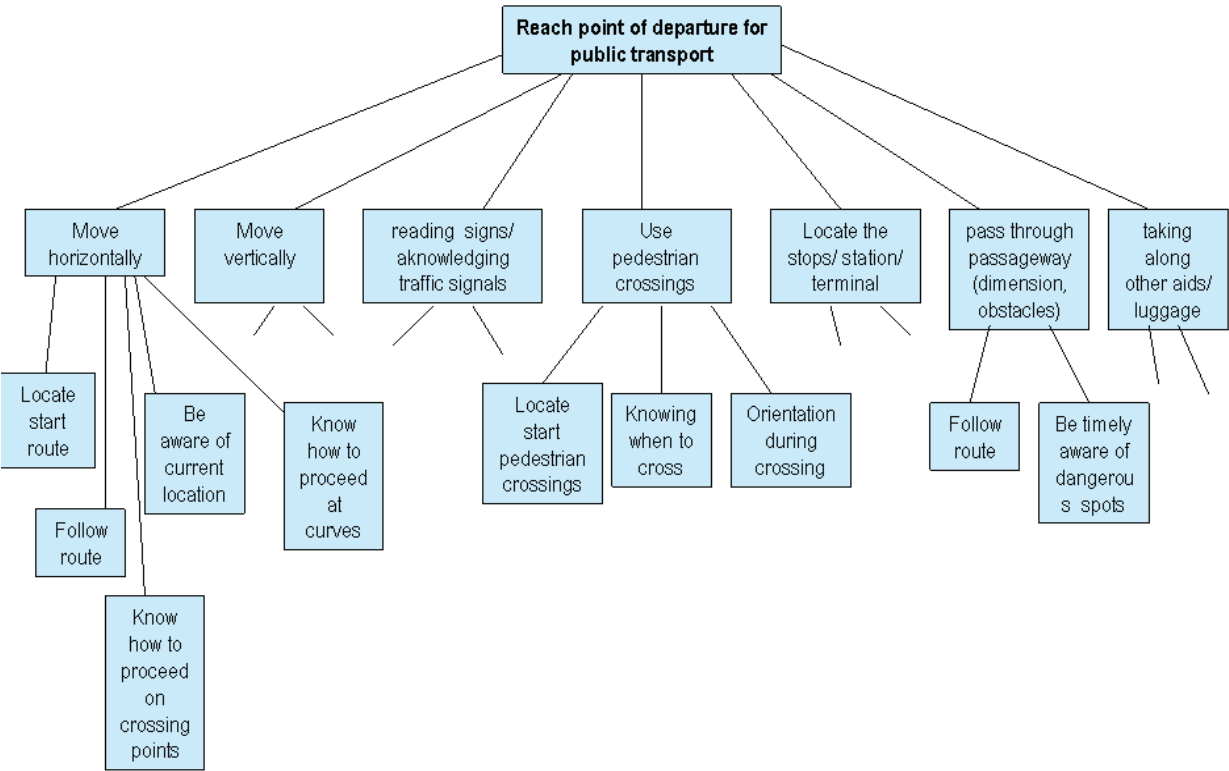 Reach point of departure for
public transport
Move
horizontally
Move
vertically
reading signs/
aknowledging
traffic signals
Use
pedestrian
crossings
Locate the
stops/ station/
terminal
pass through
passageway
(dimension,
obstacles)
taking
along
other aids/
luggage
Locate
start
route
Be
aware of
current
location
Know
how to
proceed
at
curves
Locate
start
pedestrian
crossings
Knowing
when to
cross
Orientation
during
crossing
Follow
route
Be timely
aware of
dangerou
s spots
Follow
route
Know
how to
proceed
on
crossing
points